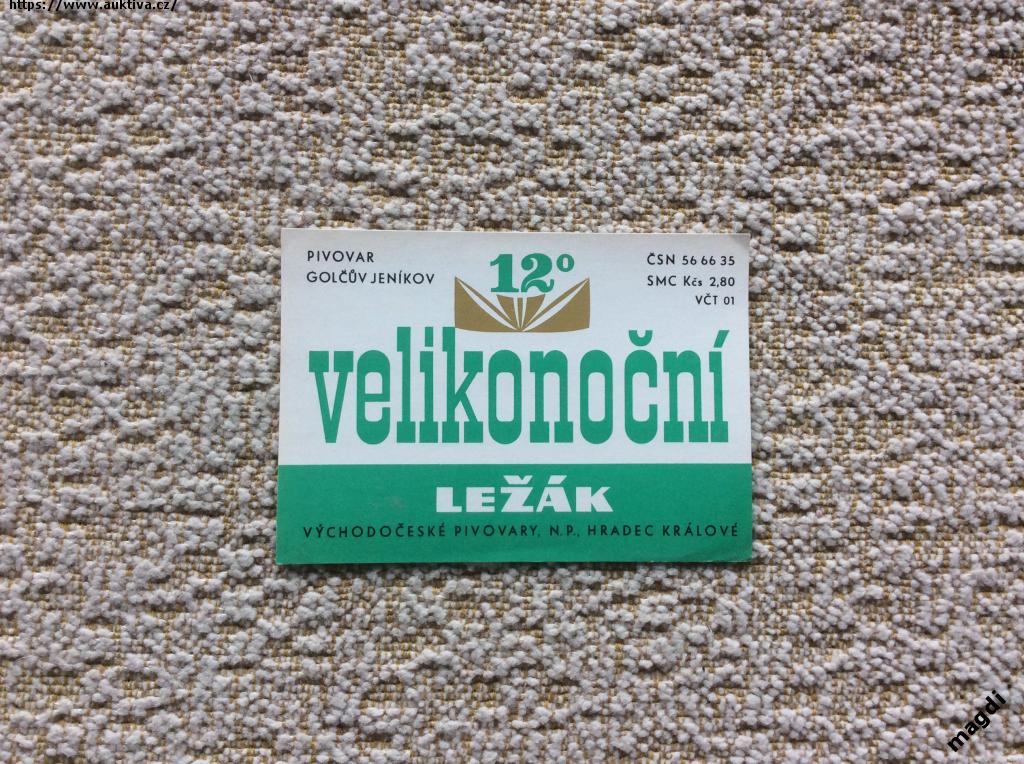 https://www.auktiva.cz/
PIVOVAR
GOLČŮV JENÍKOV
12°
ČSN 56 66 35
SMC Kčs 2,80
VČT 01
velikonoční
LEŽÁK
VÝCHODOČESKÉ PIVOVARY, N.P., HRADEC KRÁLOVÉ
magdi